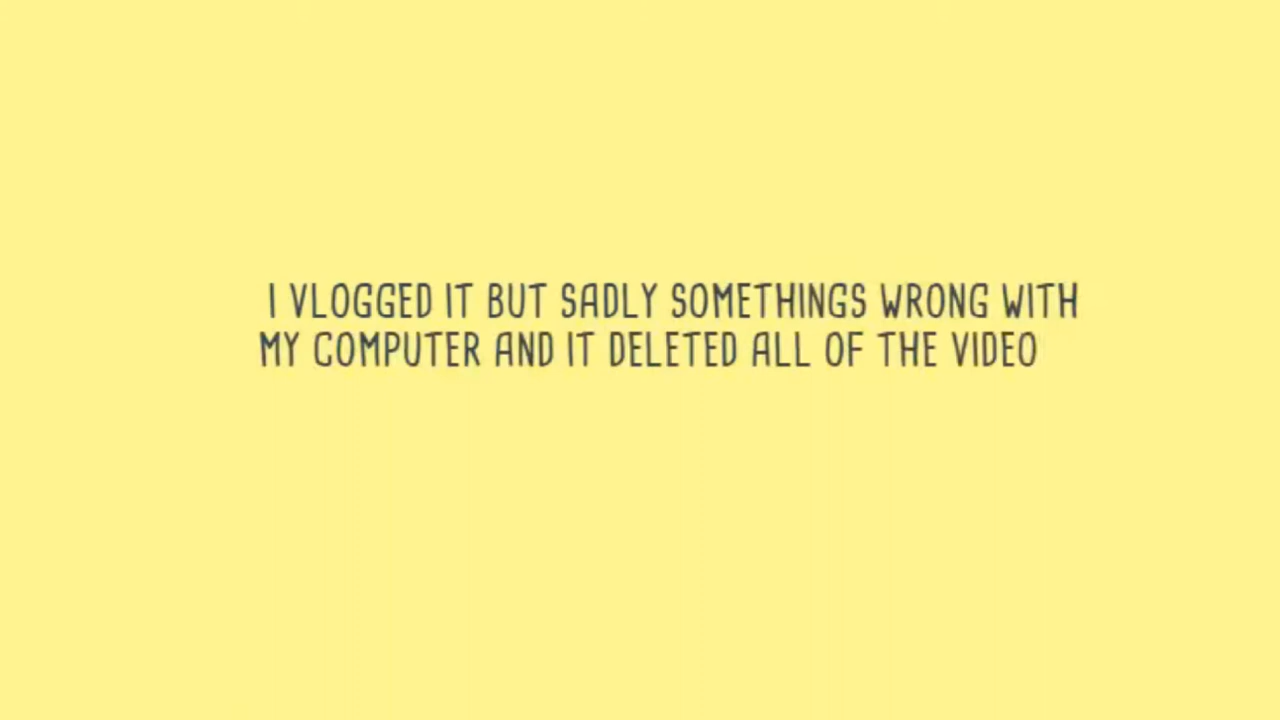 I VLOGGED IT BUT SADLY SOMETHINGS WRONG WITH
MY COMPUTER AND IT DELETED ALL OF THE VIDEO